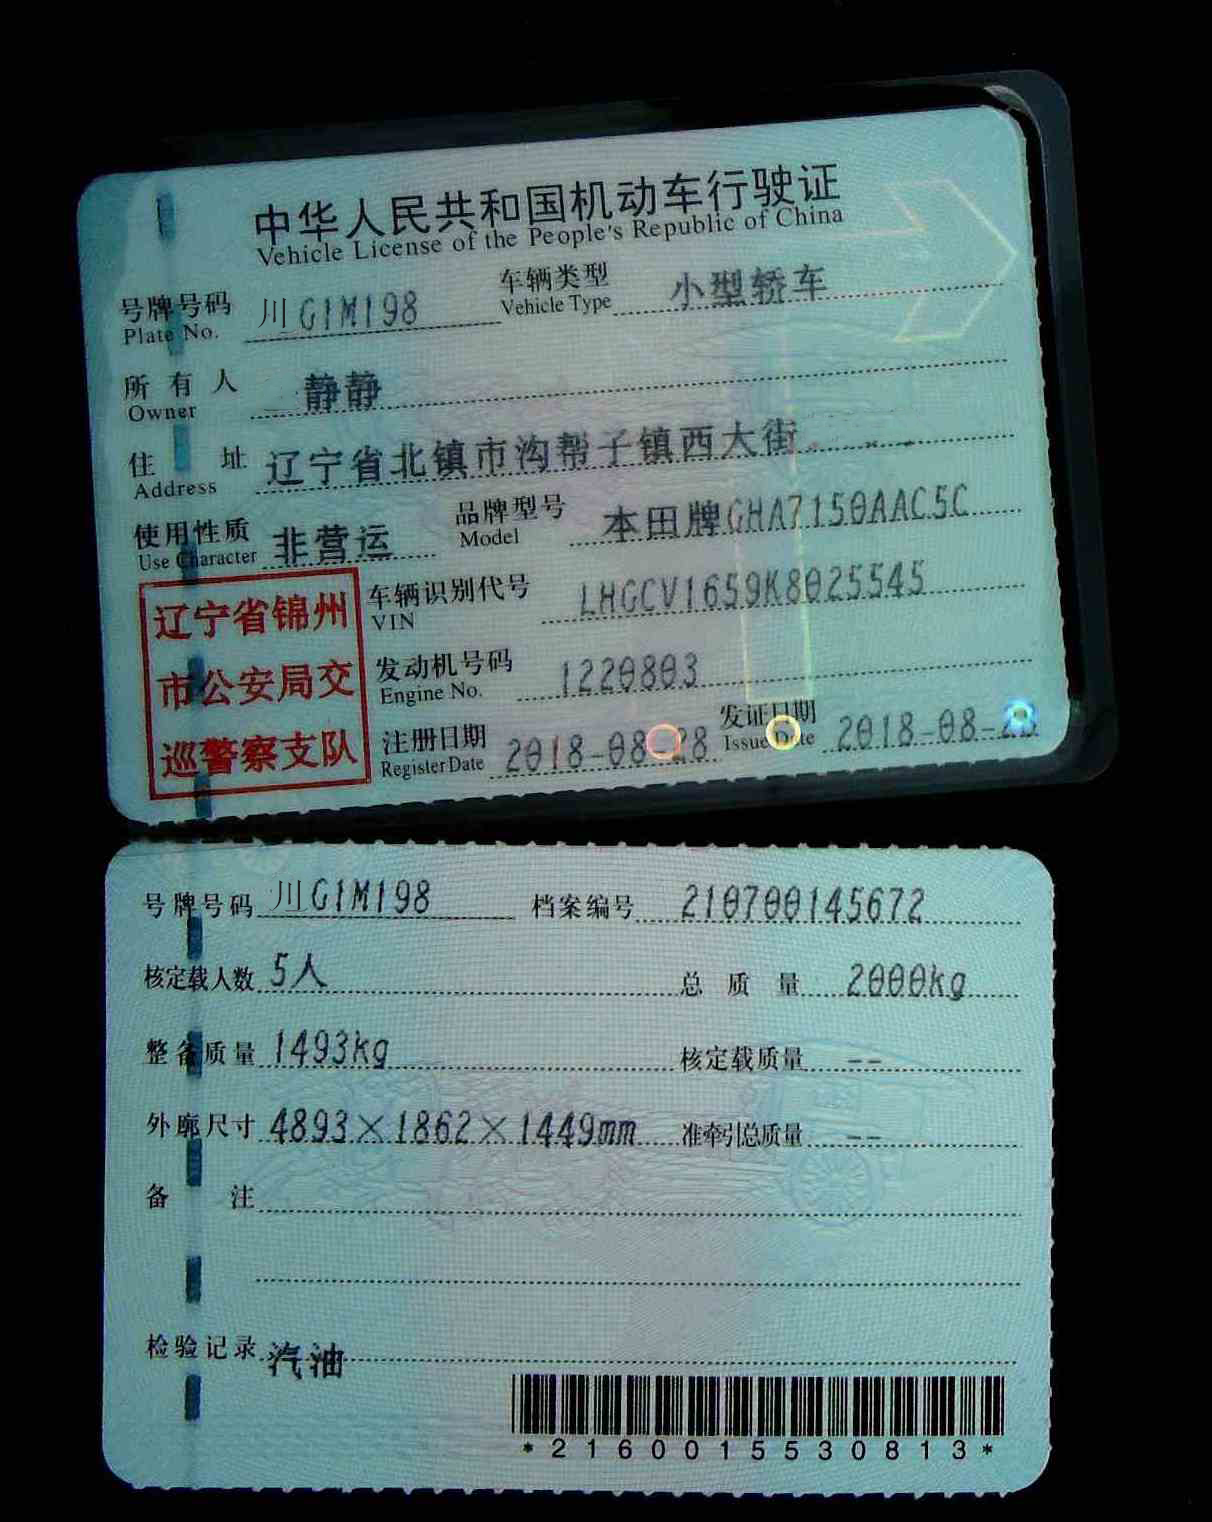 中华人民共和国机动车行驶证
Vehicle License of the People's Republic of China
号牌号码 川G1M198 车辆类型 小型轿车
Plate No. Vehicle Type
所有人 静静
Owner
住址 辽宁省北镇市沟帮子镇西大街
Address
使用性质 非营运 品牌型号 本田牌GHA7150AAC5C
Use Character Model
辽宁省锦州
市公安局交
巡警察支队
车辆识别代号 LHGCV1659K8025545
VIN
发动机号码 1220803
Engine No.
注册日期 2018-08-28 发证日期 2018-08-
Register Date Issue Date
号牌号码 川G1M198 档案编号 210700145672
核定载人数 5人 总质量 2000kg
整备质量 1493kg 核定载质量 --
外廓尺寸 4893×1862×1449mm 准牵引总质量 --
备注
检验记录 汽油
*2160015530813*